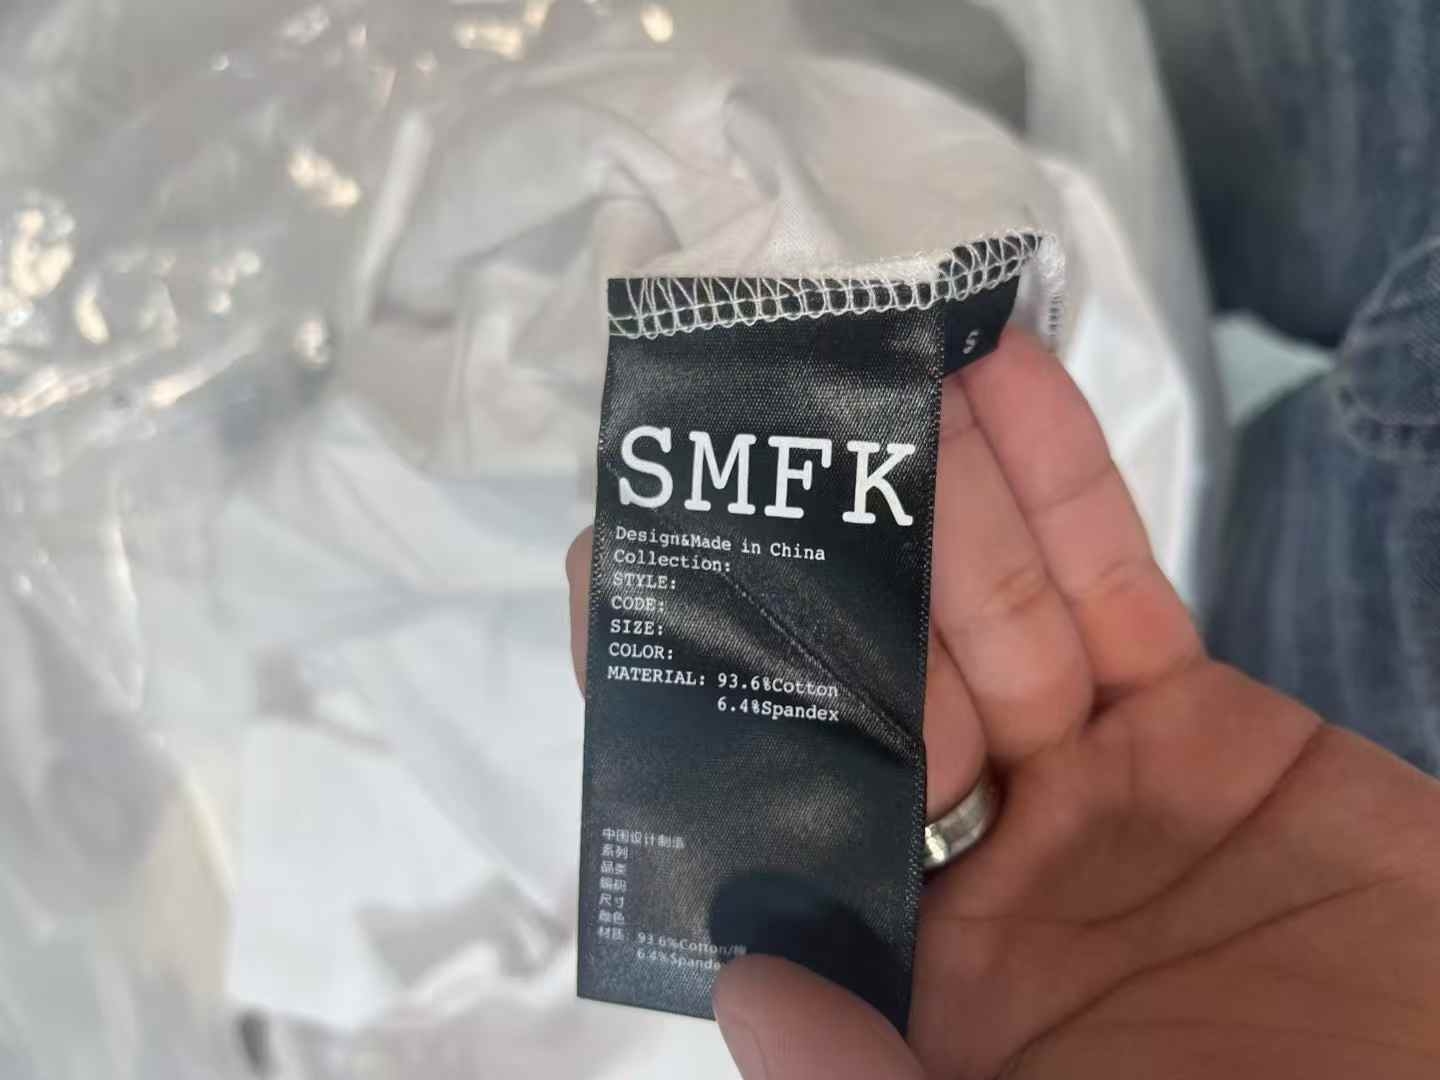 S
SMFK
Design&Made in China
Collection:
STYLE:
CODE:
SIZE:
COLOR:
MATERIAL: 93.6%Cotton
6.4%Spandex
中国设计制造
系列
品类
编码
尺寸
颜色
材质: 93.6%Cotton/棉
6.4%Spande